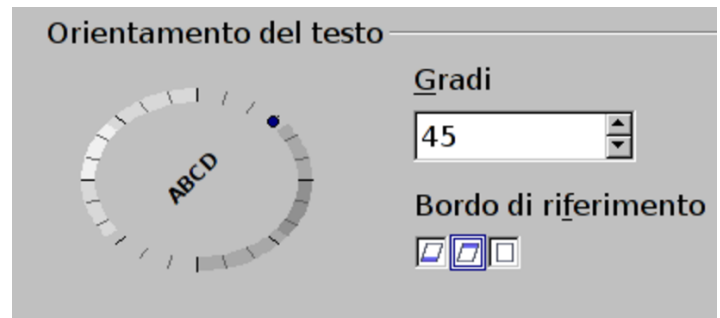 Orientamento del testo
Gradi
45
ABCD
Bordo di riferimento